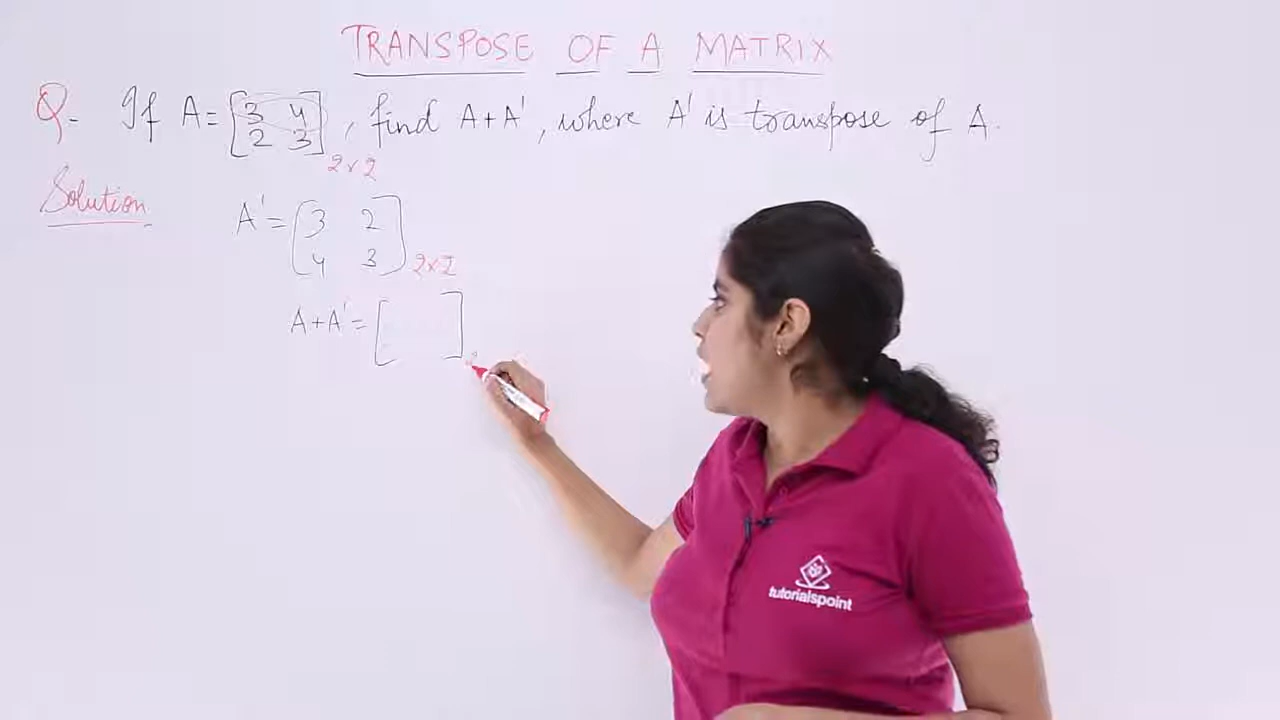 TRANSPOSE OF A MATRIX
Q- If A = [3 4
2 3] 2×2, find A+A', where A' is transpose of A.
Solution
A' = [3 2
4 3] 2×2
A+A' = [ ]
tutorialspoint